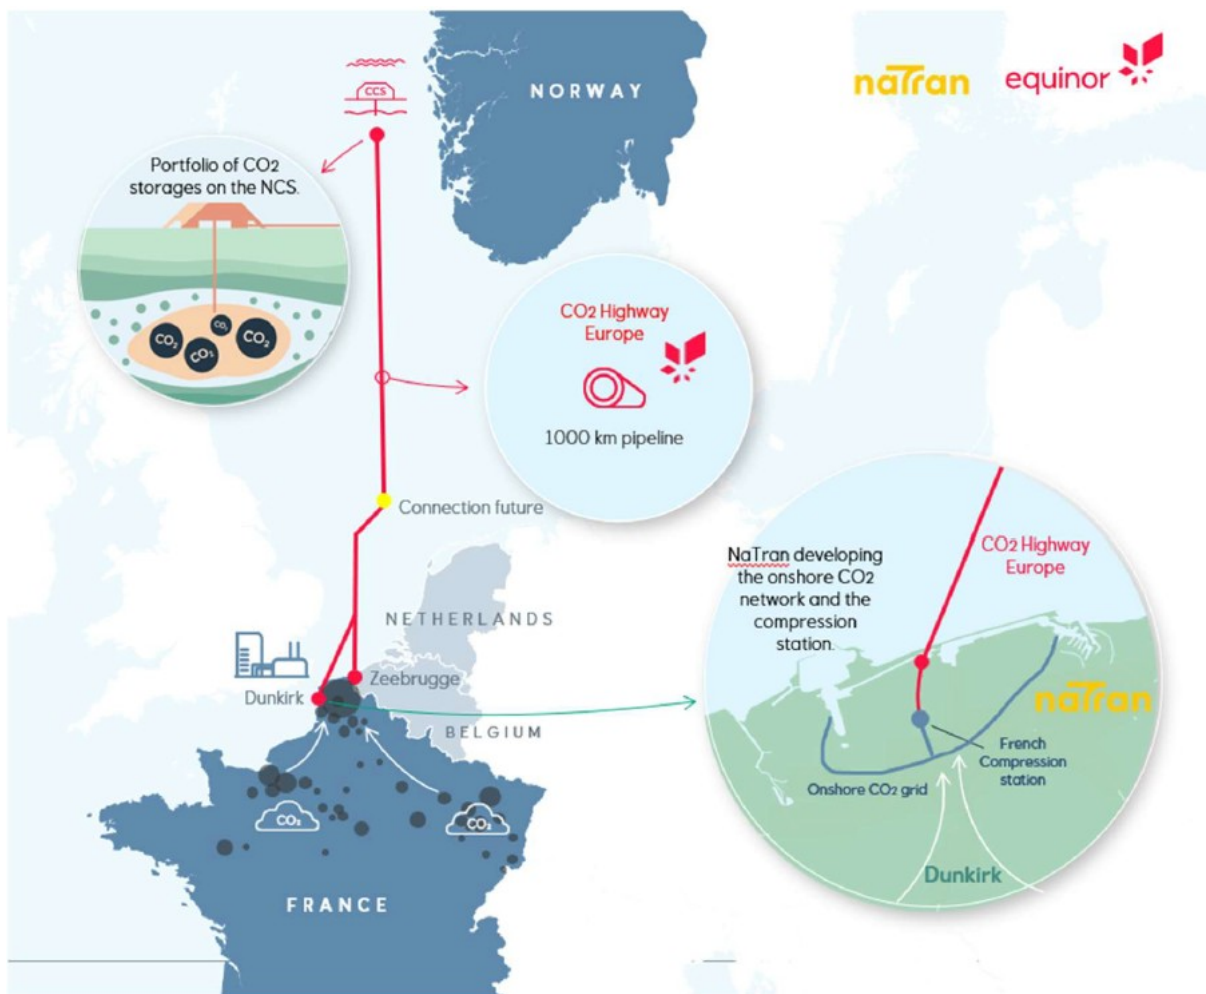 naTran
equinor
NORWAY
CCS
Portfolio of CO2
storages on the NCS.
CO₂
CO₂
CO₂
CO₂
CO2 Highway
Europe
1000 km pipeline
Connection future
NETHERLANDS
Zeebrugge
Dunkirk
BELGIUM
CO₂
CO₂
FRANCE
NaTran developing
the onshore CO2
network and the
compression
station.
CO2 Highway
Europe
naTran
French
Compression
station
Onshore CO2 grid
Dunkirk